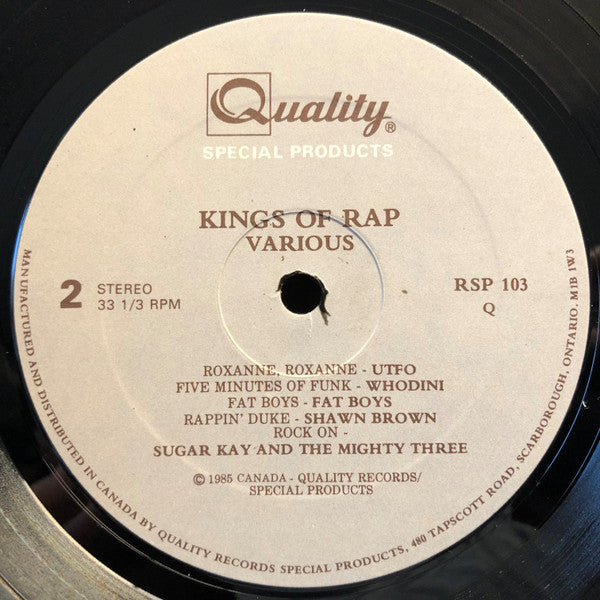 Quality®
SPECIAL PRODUCTS
KINGS OF RAP
VARIOUS
2 STEREO
33 1/3 RPM
RSP 103
Q
ROXANNE, ROXANNE - UTFO
FIVE MINUTES OF FUNK - WHODINI
FAT BOYS - FAT BOYS
RAPPIN' DUKE - SHAWN BROWN
ROCK ON -
SUGAR KAY AND THE MIGHTY THREE
© 1985 CANADA - QUALITY RECORDS/
SPECIAL PRODUCTS
MANUFACTURED AND DISTRIBUTED IN CANADA BY QUALITY RECORDS SPECIAL PRODUCTS, 480 TAPSCOTT ROAD, SCARBOROUGH, ONTARIO. M1B 1W3